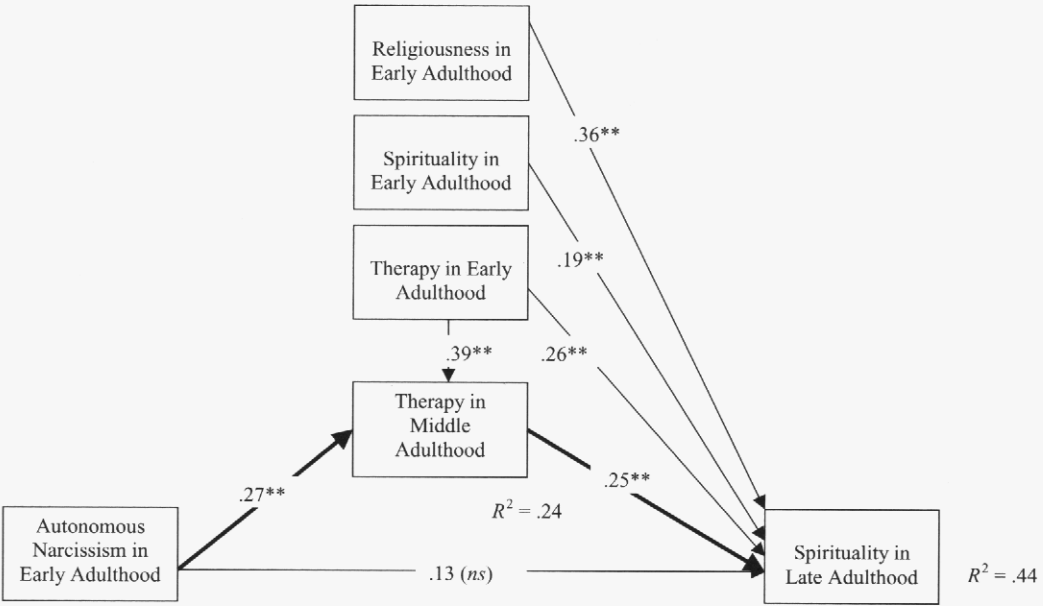 Religiousness in
Early Adulthood
.36**
Spirituality in
Early Adulthood
.19**
Therapy in Early
Adulthood
.39**
.26**
Therapy in
Middle
Adulthood
.27**
.25**
R² = .24
Autonomous
Narcissism in
Early Adulthood
.13 (ns)
Spirituality in
Late Adulthood
R² = .44